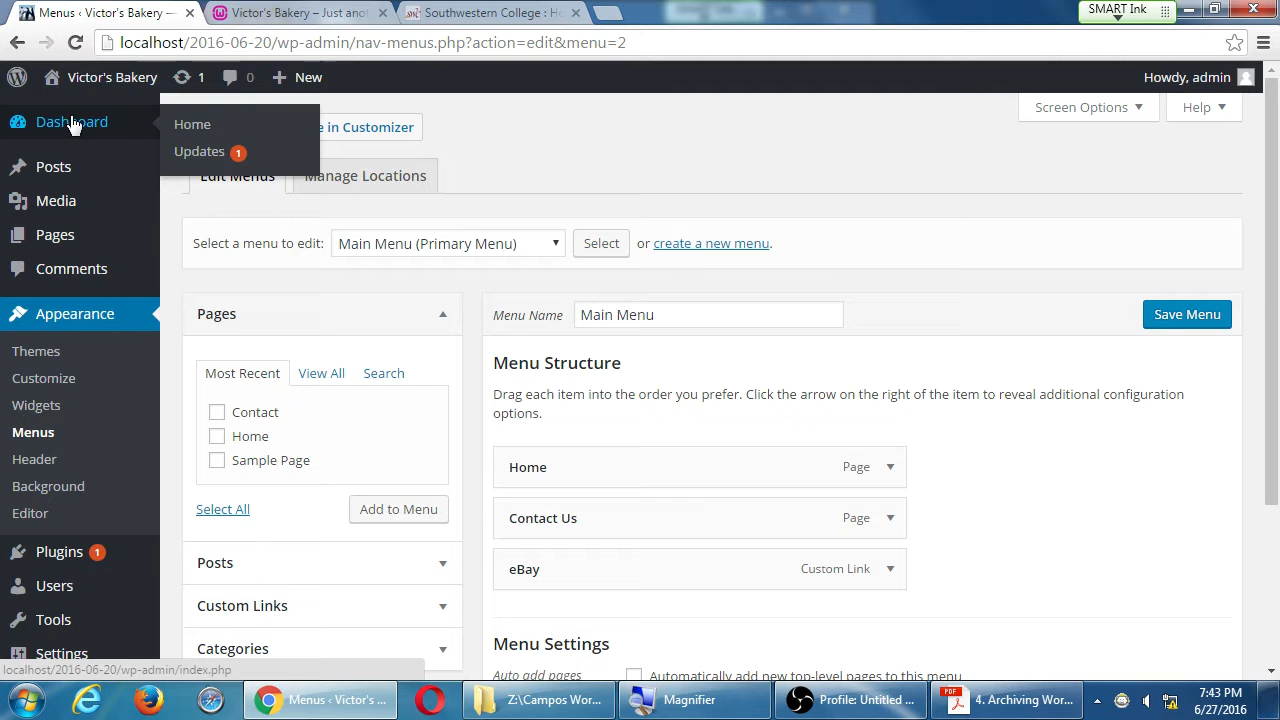 Menus ‹ Victor's Bakery —
Victor's Bakery – Just anot
Southwestern College : H
SMART Ink
localhost/2016-06-20/wp-admin/nav-menus.php?action=edit&menu=2
Victor's Bakery
1
0
New
Howdy, admin
Dashboard
Home
Updates 1
Posts
Media
Pages
Comments
Appearance
Themes
Customize
Widgets
Menus
Header
Background
Editor
Plugins 1
Users
Tools
Settings
localhost/2016-06-20/wp-admin/index.php
in Customizer
Screen Options
Help
Edit Menus
Manage Locations
Select a menu to edit: Main Menu (Primary Menu) Select or create a new menu.
Pages
Most Recent View All Search
Contact
Home
Sample Page
Select All Add to Menu
Posts
Custom Links
Categories
Menu Name Main Menu Save Menu
Menu Structure
Drag each item into the order you prefer. Click the arrow on the right of the item to reveal additional configuration
options.
Home Page
Contact Us Page
eBay Custom Link
Menu Settings
Auto add pages Automatically add new top-level pages to this menu
Menus ‹ Victor's ...
Z:\Campos Wor...
Magnifier
Profile: Untitled ...
PDF
4. Archiving Wor...
7:43 PM
6/27/2016